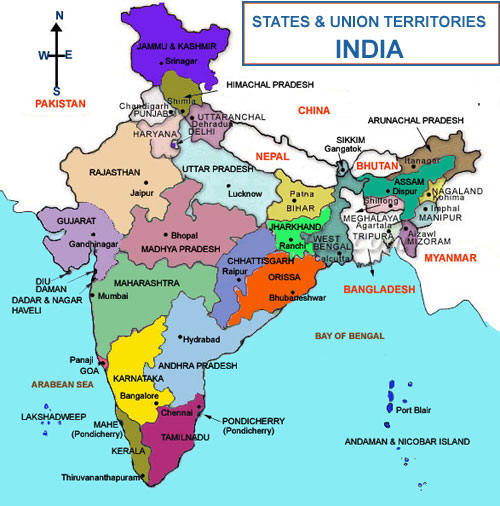 STATES & UNION TERRITORIES
INDIA
N
W
E
S
JAMMU & KASHMIR
Srinagar
HIMACHAL PRADESH
PAKISTAN
Chandigarh
Shimla
PUNJAB
UTTARANCHAL
Dehradun
CHINA
ARUNACHAL PRADESH
HARYANA
DELHI
SIKKIM
Gangatok
Itanagar
NEPAL
BHUTAN
RAJASTHAN
Jaipur
UTTAR PRADESH
Lucknow
ASSAM
Dispur
NAGALAND
Kohima
Patna
BIHAR
Shillong
MEGHALAYA
Imphal
MANIPUR
GUJARAT
Gandhinagar
Bhopal
MADHYA PRADESH
JHARKHAND
Ranchi
WEST
BENGAL
Calcutta
Agartala
TRIPURA
Aizawl
MIZORAM
MYANMAR
CHHATTISGARH
Raipur
ORISSA
Bhubaneshwar
BANGLADESH
DIU
DAMAN
DADAR & NAGAR
HAVELI
MAHARASHTRA
Mumbai
Hydrabad
ANDHRA PRADESH
BAY OF BENGAL
Panaji
GOA
ARABEAN SEA
KARNATAKA
Bangalore
Chennai
PONDICHERRY
(Pondicherry)
LAKSHADWEEP
MAHE
(Pondicherry)
TAMILNADU
KERALA
Thiruvananthapuram
Port Blair
ANDAMAN & NICOBAR ISLAND